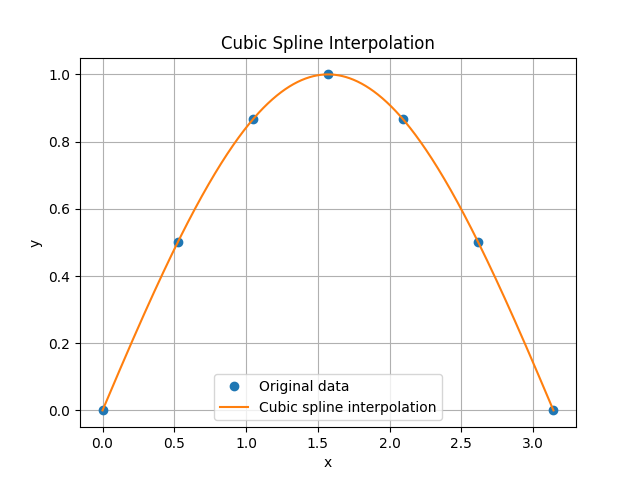 Cubic Spline Interpolation
y
1.0
0.8
0.6
0.4
0.2
0.0
Original data
Cubic spline interpolation
0.0 0.5 1.0 1.5 2.0 2.5 3.0
x